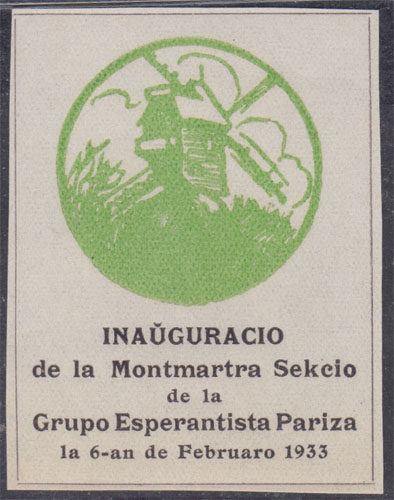 INAŬGURACIO
de la Montmartra Sekcio
de la
Grupo Esperantista Pariza
la 6-an de Februaro 1933